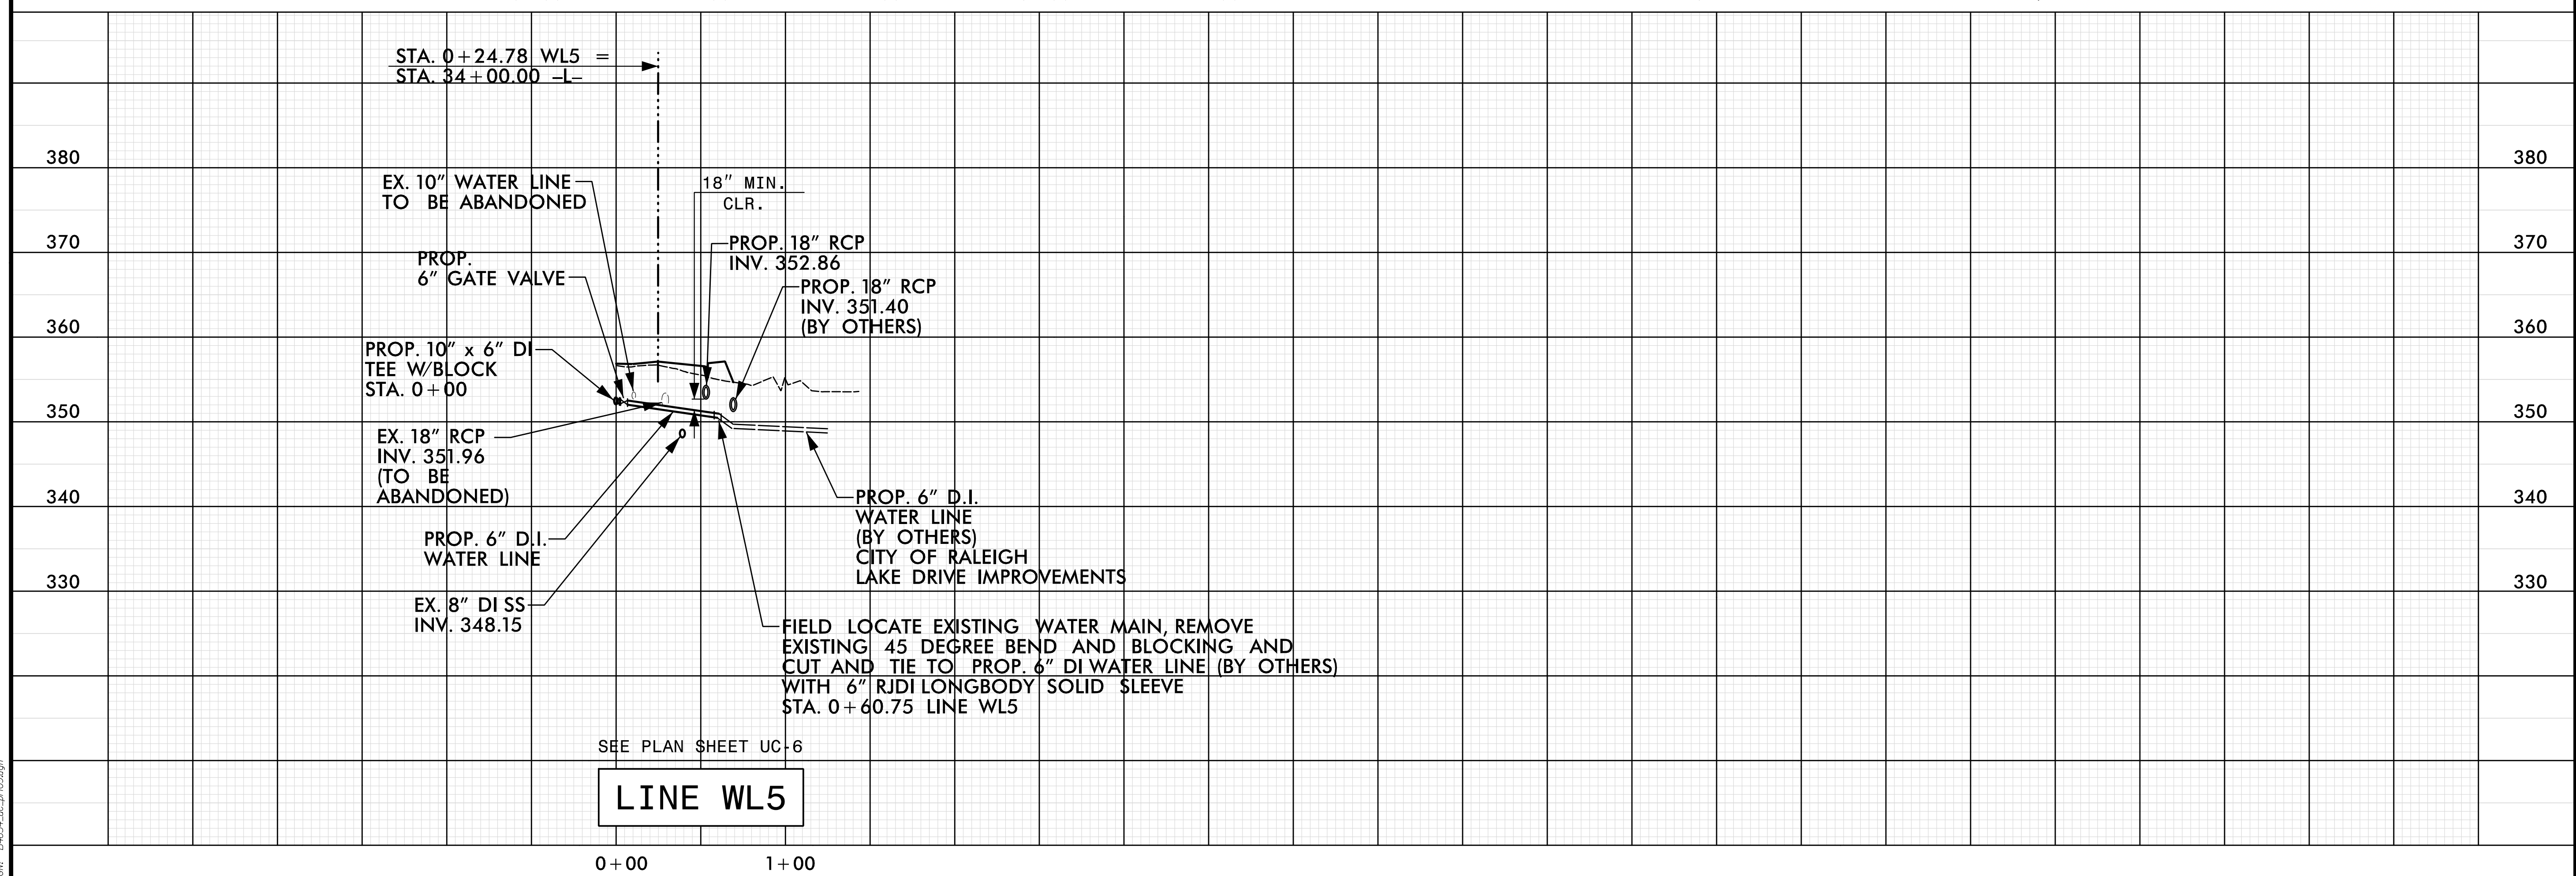 STA. 0+24.78 WL5 =
STA. 34+00.00 -L-
380
380
EX. 10" WATER LINE
TO BE ABANDONED
18" MIN.
CLR.
370
370
PROP. 18" RCP
INV. 352.86
PROP.
6" GATE VALVE
PROP. 18" RCP
INV. 351.40
(BY OTHERS)
360
360
PROP. 10" x 6" DI
TEE W/BLOCK
STA. 0+00
350
350
EX. 18" RCP
INV. 351.96
(TO BE
ABANDONED)
340
340
PROP. 6" D.I.
WATER LINE
(BY OTHERS)
CITY OF RALEIGH
LAKE DRIVE IMPROVEMENTS
PROP. 6" D.I.
WATER LINE
330
330
EX. 8" DI SS
INV. 348.15
FIELD LOCATE EXISTING WATER MAIN, REMOVE
EXISTING 45 DEGREE BEND AND BLOCKING AND
CUT AND TIE TO PROP. 6" DI WATER LINE (BY OTHERS)
WITH 6" RJDI LONGBODY SOLID SLEEVE
STA. 0+60.75 LINE WL5
SEE PLAN SHEET UC-6
LINE WL5
0+00
1+00